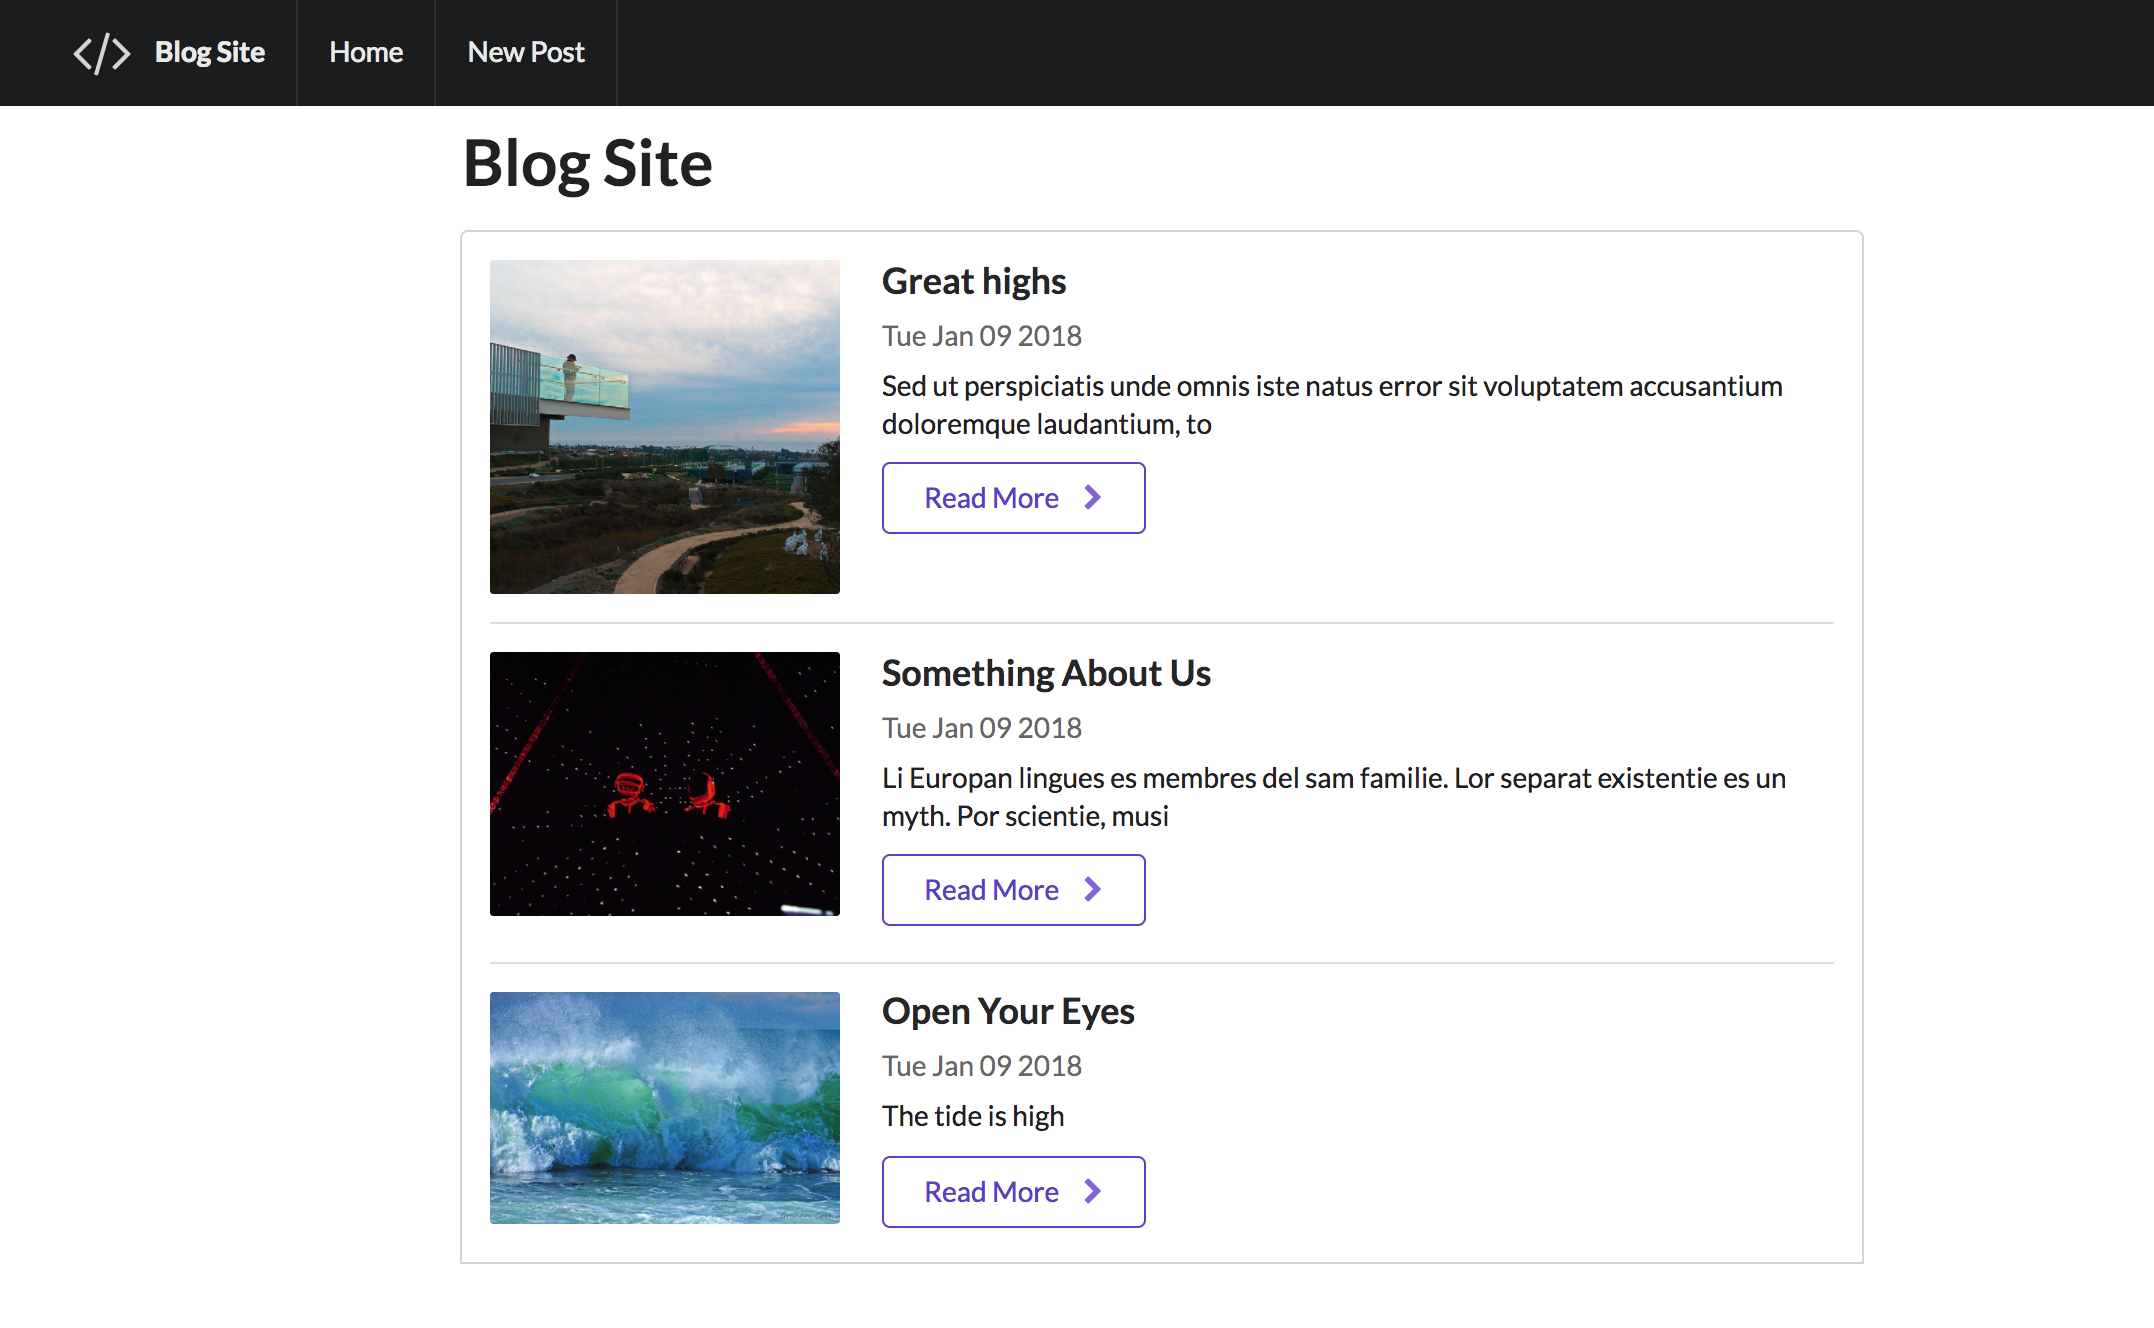 </> Blog Site Home New Post
Blog Site
Great highs
Tue Jan 09 2018
Sed ut perspiciatis unde omnis iste natus error sit voluptatem accusantium
doloremque laudantium, to
Read More
Something About Us
Tue Jan 09 2018
Li Europan lingues es membres del sam familie. Lor separat existentie es un
myth. Por scientie, musi
Read More
Open Your Eyes
Tue Jan 09 2018
The tide is high
Read More